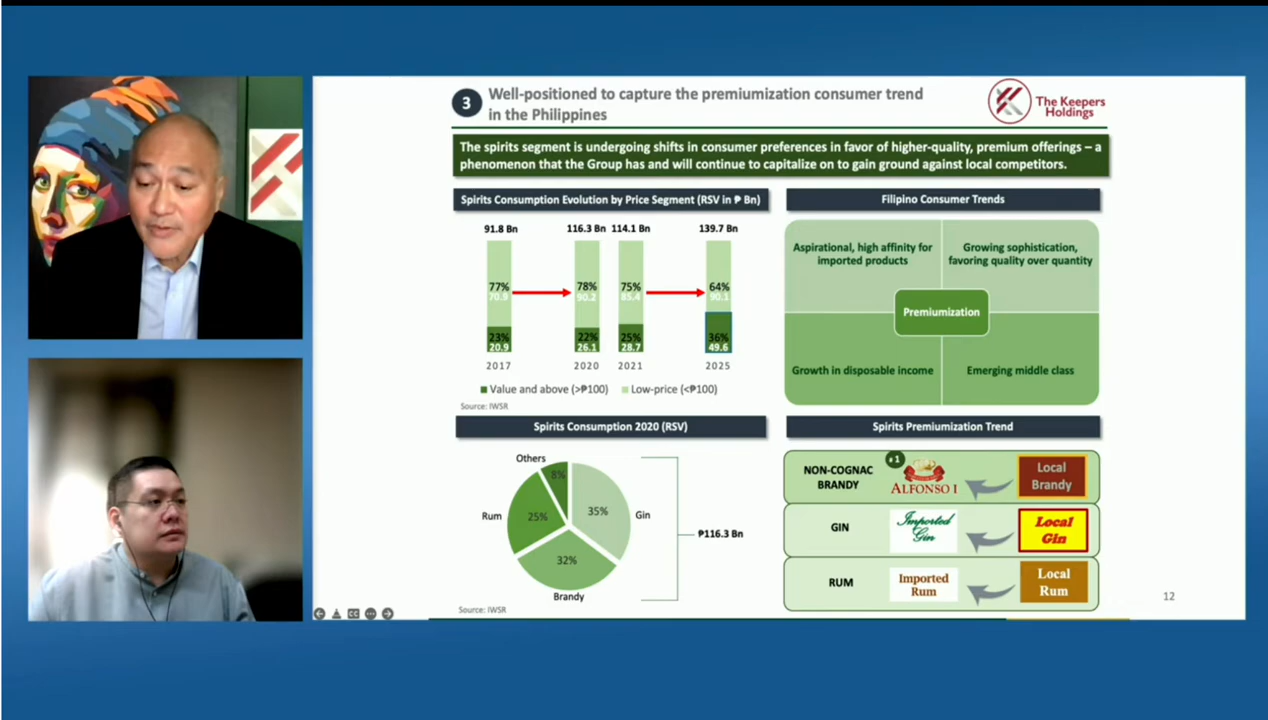 3
Well-positioned to capture the premiumization consumer trend
in the Philippines
The Keepers
Holdings
The spirits segment is undergoing shifts in consumer preferences in favor of higher-quality, premium offerings – a
phenomenon that the Group has and will continue to capitalize on to gain ground against local competitors.
Spirits Consumption Evolution by Price Segment (RSV in ₱ Bn)
91.8 Bn 116.3 Bn 114.1 Bn 139.7 Bn
77% 78% 75% 64%
70.9 90.2 85.4 90.1
23% 22% 25% 36%
20.9 26.1 28.7 49.6
2017 2020 2021 2025
Value and above (>₱100) Low-price (<₱100)
Source: IWSR
Filipino Consumer Trends
Aspirational, high affinity for
imported products
Growing sophistication,
favoring quality over quantity
Premiumization
Growth in disposable income
Emerging middle class
Spirits Consumption 2020 (RSV)
Others
8%
Rum
25%
35%
Gin
32%
Brandy
₱116.3 Bn
Source: IWSR
Spirits Premiumization Trend
NON-COGNAC
BRANDY
#1
ALFONSO I
Local
Brandy
GIN
Imported
Gin
Local
Gin
RUM
Imported
Rum
Local
Rum
12
CC